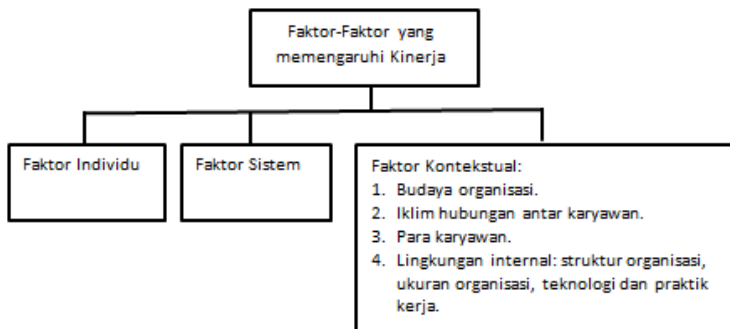 Faktor-Faktor yang
memengaruhi Kinerja
Faktor Individu
Faktor Sistem
Faktor Kontekstual:
1. Budaya organisasi.
2. Iklim hubungan antar karyawan.
3. Para karyawan.
4. Lingkungan internal: struktur organisasi,
ukuran organisasi, teknologi dan praktik
kerja.